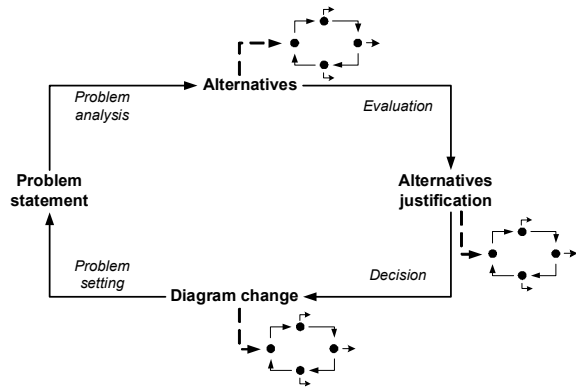 Alternatives
Problem
analysis
Evaluation
Problem
statement
Alternatives
justification
Problem
setting
Decision
Diagram change